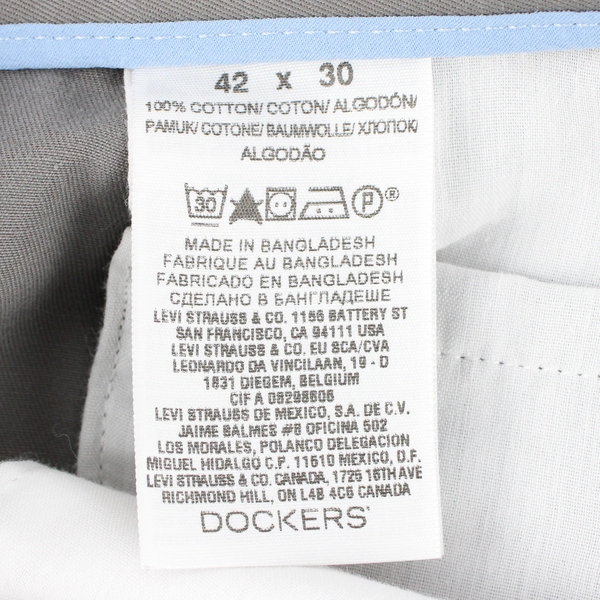 42 x 30
100% COTTON/ COTON/ ALGODÓN/
PAMUK/ COTONE/ BAUMWOLLE/ ХЛОПОК/
ALGODÃO
30 P®
MADE IN BANGLADESH
FABRIQUE AU BANGLADESH
FABRICADO EN BANGLADESH
СДЕЛАНО В БАНГЛАДЕШЕ
LEVI STRAUSS & CO. 1155 BATTERY ST
SAN FRANCISCO, CA 94111 USA
LEVI STRAUSS & CO. EU SCA/CVA
LEONARDO DA VINCILAAN, 19 - D
1831 DIEGEM, BELGIUM
CIF A 08298606
LEVI STRAUSS DE MEXICO, S.A. DE C.V.
JAIME BALMES #8 OFICINA 502
LOS MORALES, POLANCO DELEGACION
MIGUEL HIDALGO C.P. 11510 MEXICO, D.F.
LEVI STRAUSS & CO. CANADA, 1725 16TH AVE
RICHMOND HILL, ON L4B 4C6 CANADA
DOCKERS